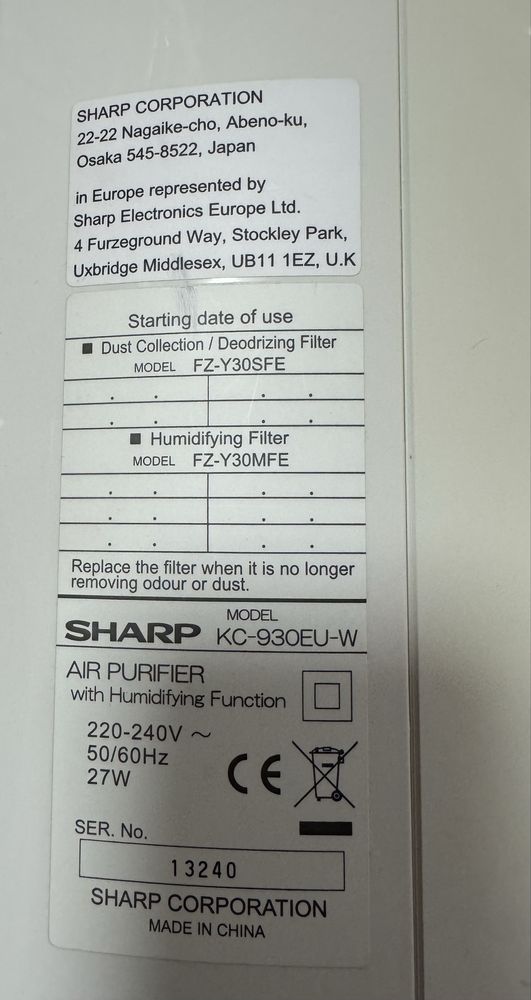 SHARP CORPORATION
22-22 Nagaike-cho, Abeno-ku,
Osaka 545-8522, Japan
in Europe represented by
Sharp Electronics Europe Ltd.
4 Furzeground Way, Stockley Park,
Uxbridge Middlesex, UB11 1EZ, U.K
Starting date of use
■ Dust Collection / Deodrizing Filter
MODEL FZ-Y30SFE
■ Humidifying Filter
MODEL FZ-Y30MFE
Replace the filter when it is no longer
removing odour or dust.
MODEL
SHARP KC-930EU-W
AIR PURIFIER
with Humidifying Function
220-240V ～
50/60Hz
27W
CE
SER. No.
13240
SHARP CORPORATION
MADE IN CHINA